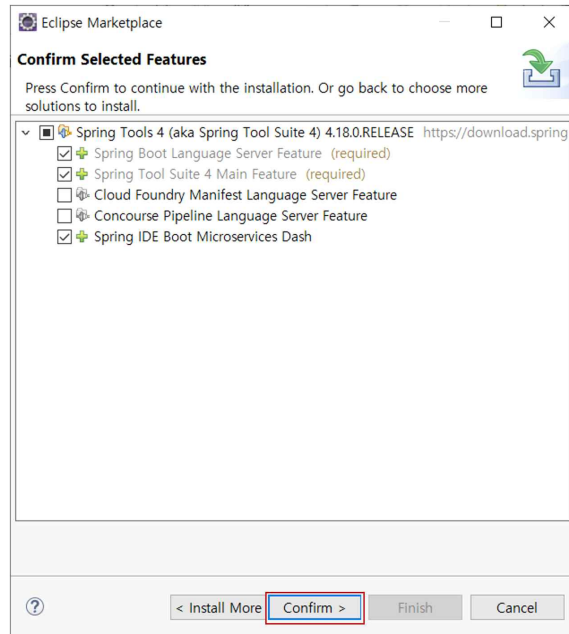 Eclipse Marketplace
Confirm Selected Features
Press Confirm to continue with the installation. Or go back to choose more
solutions to install.
Spring Tools 4 (aka Spring Tool Suite 4) 4.18.0.RELEASE https://download.spring
Spring Boot Language Server Feature (required)
Spring Tool Suite 4 Main Feature (required)
Cloud Foundry Manifest Language Server Feature
Concourse Pipeline Language Server Feature
Spring IDE Boot Microservices Dash
? < Install More Confirm > Finish Cancel